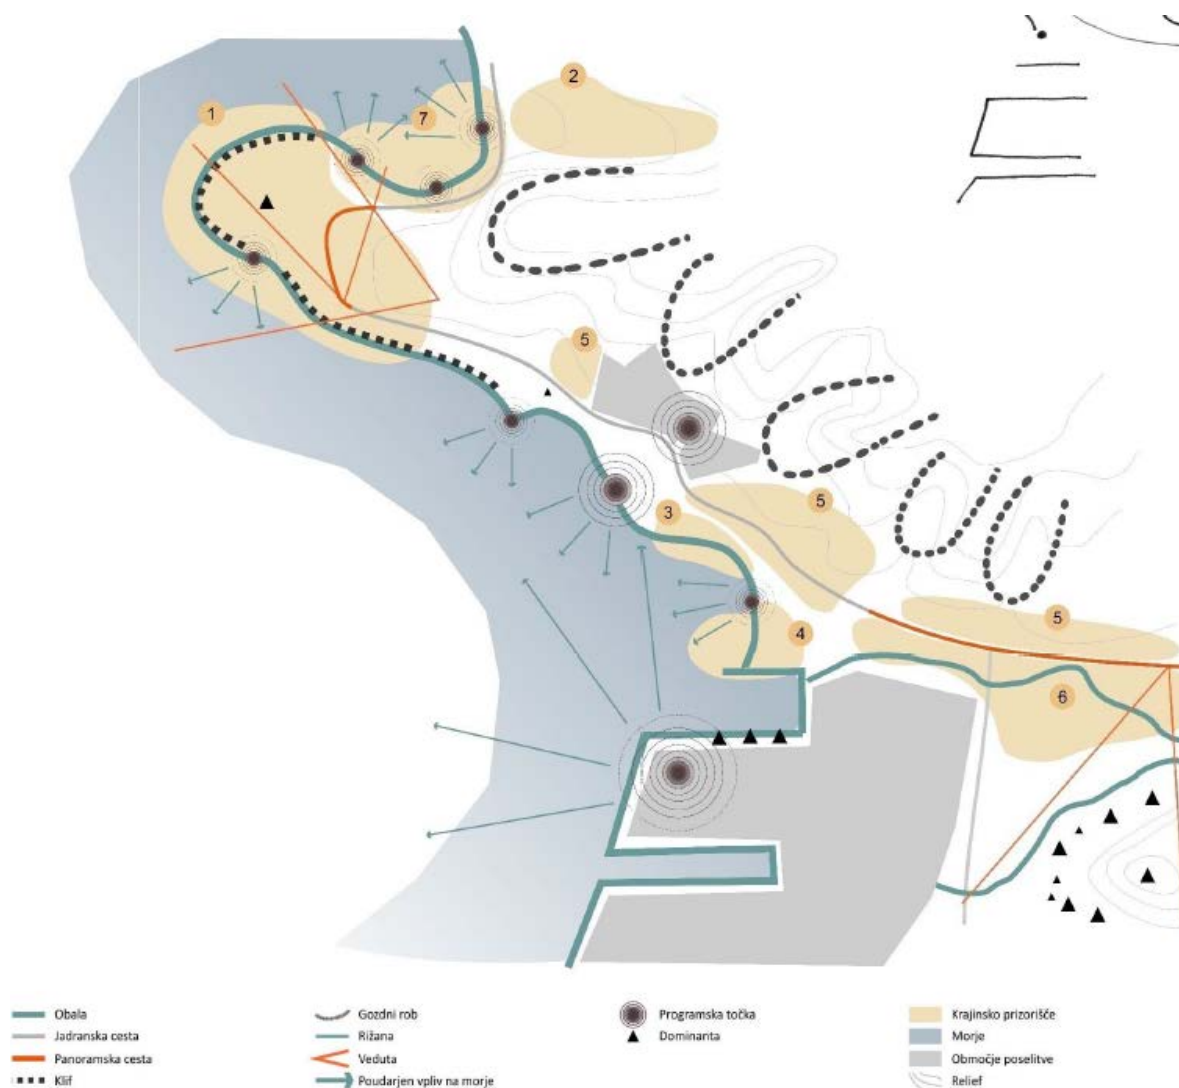 2
1
7
5
5
3
4
5
6
Obala
Jadranska cesta
Panoramska cesta
Klif
Gozdni rob
Rižana
Veduta
Poudarjen vpliv na morje
Programska točka
Dominanta
Krajinsko prizorišče
Morje
Območje poselitve
Relief